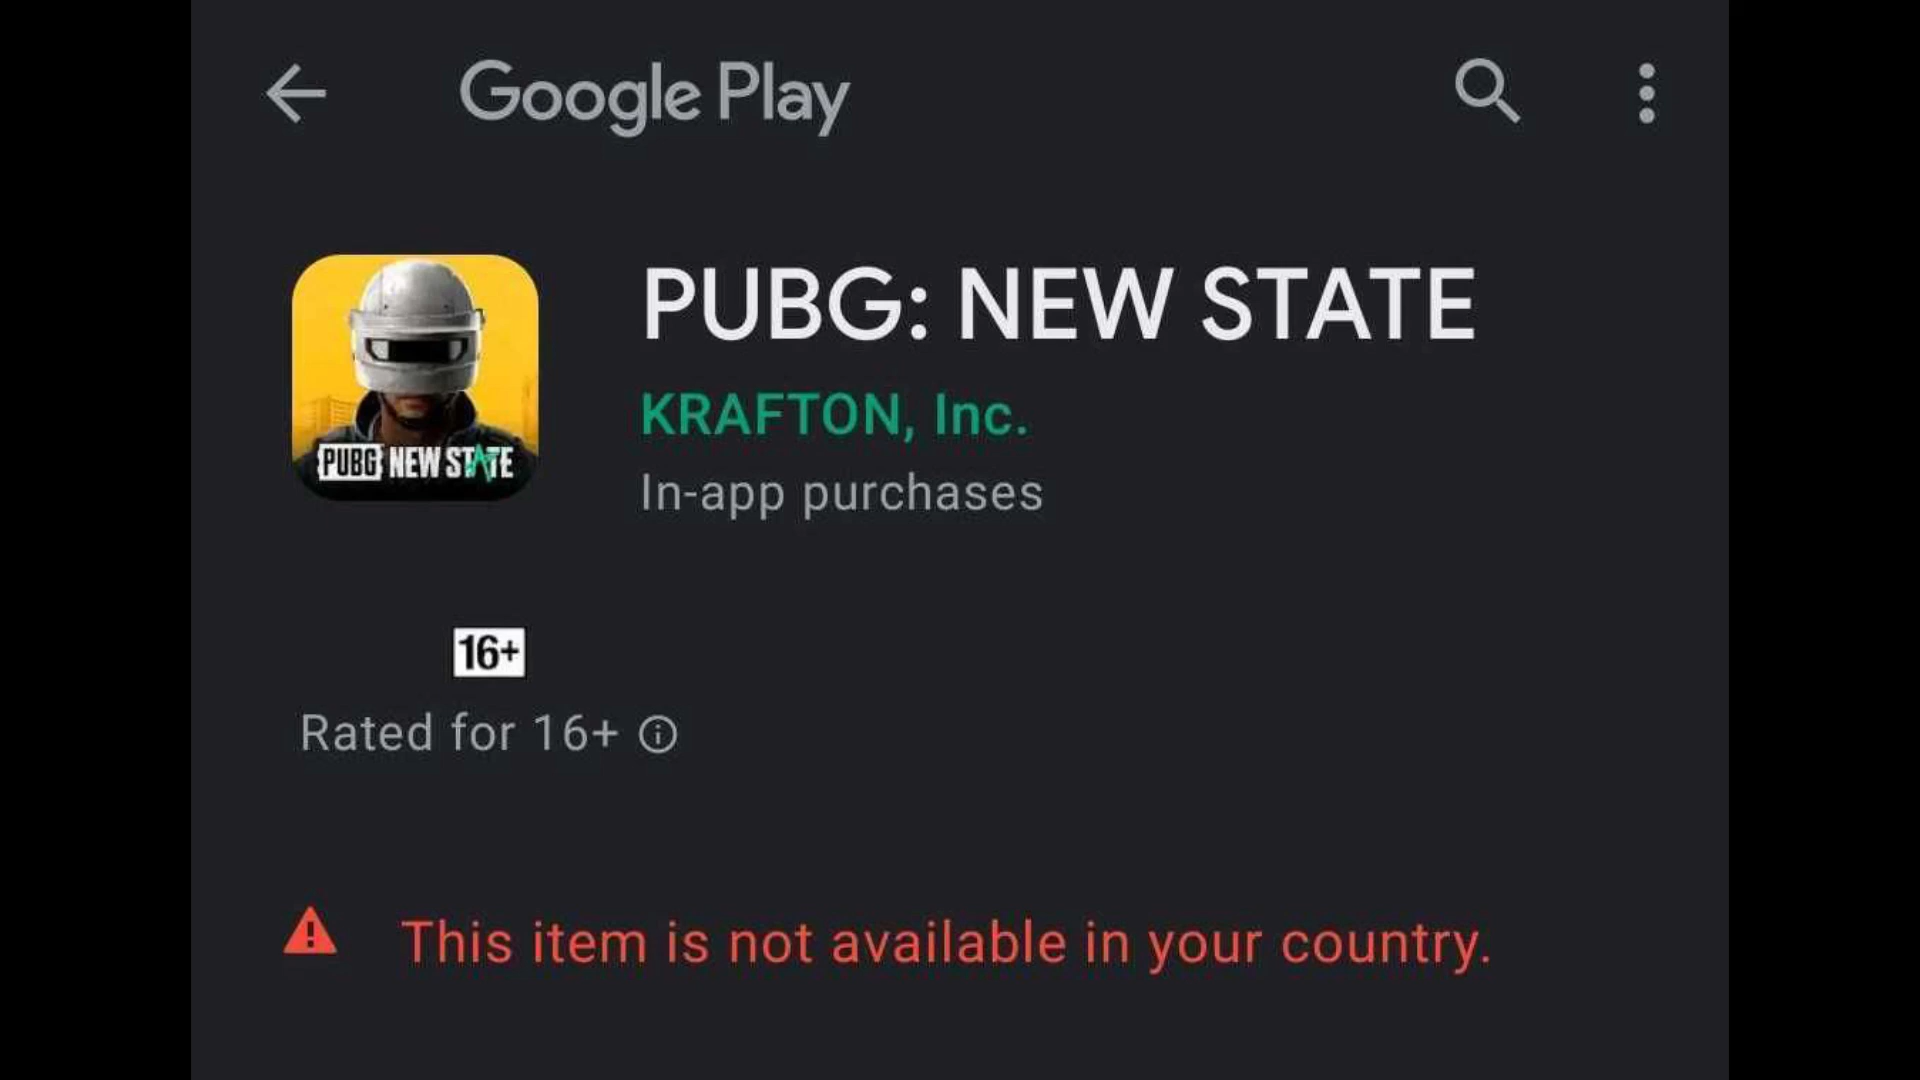 Google Play
PUBG: NEW STATE
KRAFTON, Inc.
In-app purchases
PUBG NEW STATE
16+
Rated for 16+
This item is not available in your country.